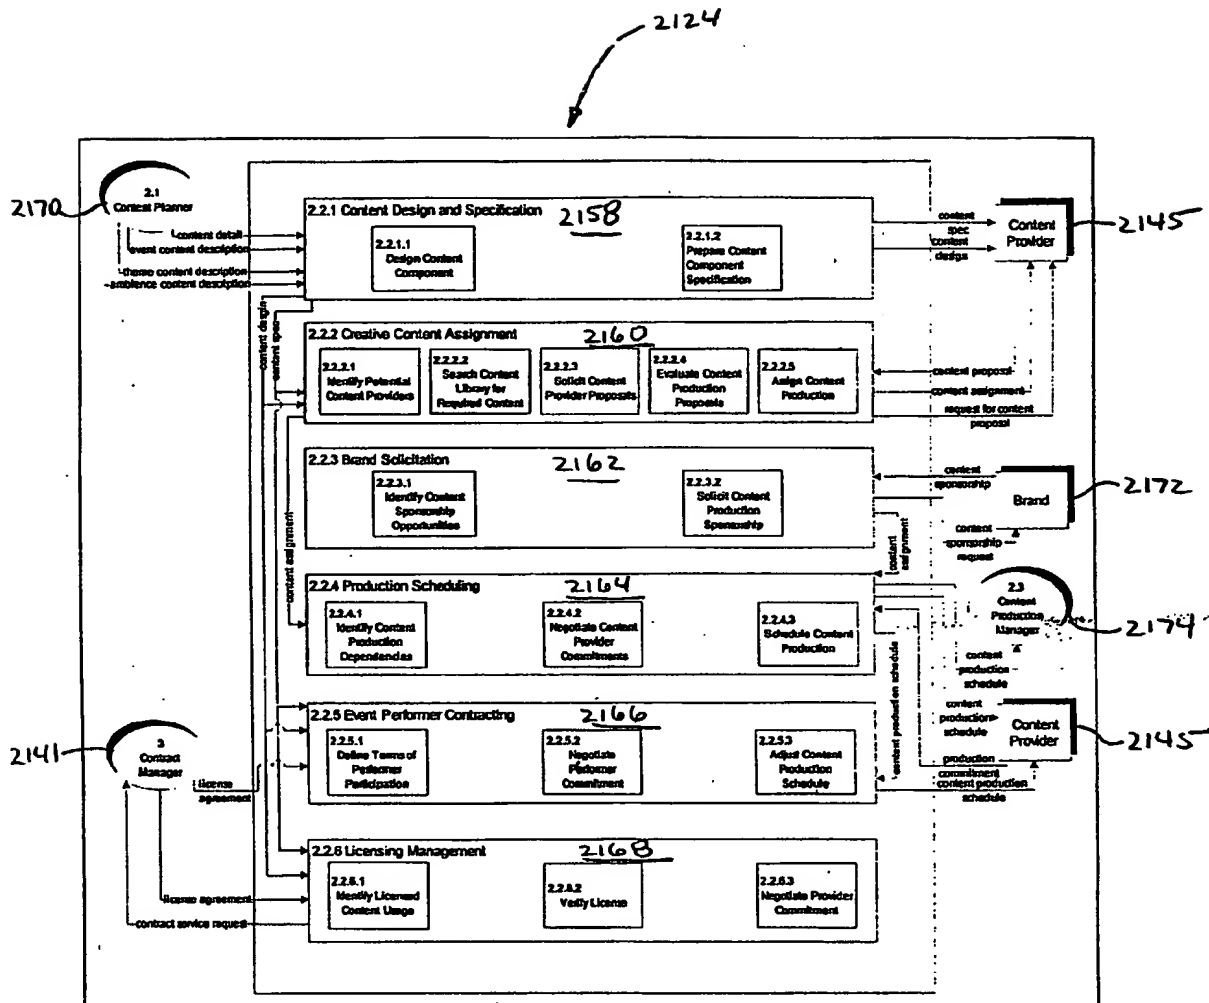 2124
2.1
Content Planner
2170
content detail
event content description
theme content description
ambience content description
2.2.1 Content Design and Specification
2158
2.2.1.1
Design Content
Component
2.2.1.2
Prepare Content
Component
Specification
content
spec
content
design
Content
Provider
2145
content design
content spec
2.2.2 Creative Content Assignment
2160
2.2.2.1
Identify Potential
Content Providers
2.2.2.2
Search Content
Library for
Required Content
2.2.2.3
Solicit Content
Provider Proposals
2.2.2.4
Evaluate Content
Production
Proposals
2.2.2.5
Assign Content
Production
content proposal
content assignment
request for content
proposal
2.2.3 Brand Solicitation
2162
2.2.3.1
Identify Content
Sponsorship
Opportunities
2.2.3.2
Solicit Content
Production
Sponsorship
content
sponsorship
Brand
2172
content
sponsorship
request
content
assignment
content assignment
2.2.4 Production Scheduling
2164
2.2.4.1
Identify Content
Production
Dependencies
2.2.4.2
Negotiate Content
Provider
Commitments
2.2.4.3
Schedule Content
Production
2.3
Content
Production
Manager
2174
content
production
schedule
content production schedule
2.2.5 Event Performer Contracting
2166
2.2.5.1
Define Terms of
Performer
Participation
2.2.5.2
Negotiate
Performer
Commitment
2.2.5.3
Adjust Content
Production
Schedule
content
production
schedule
Content
Provider
2145
production
commitment
content production
schedule
2141
3
Contract
Manager
license
agreement
2.2.6 Licensing Management
2168
2.2.6.1
Identify Licensed
Content Usage
2.2.6.2
Verify License
2.2.6.3
Negotiate Provider
Commitment
license agreement
contract service request